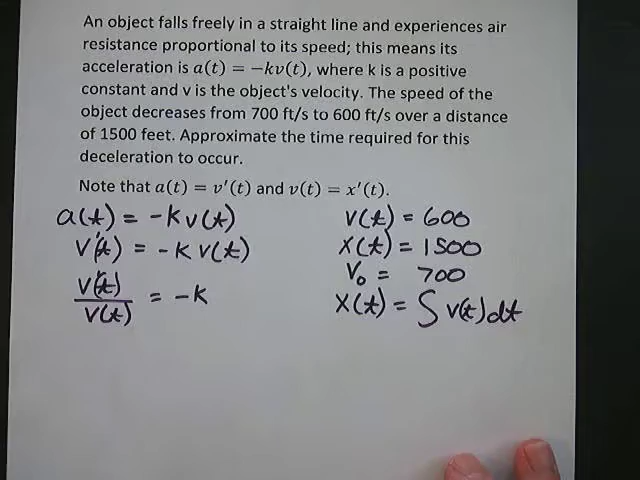 An object falls freely in a straight line and experiences air
resistance proportional to its speed; this means its
acceleration is a(t) = −kv(t), where k is a positive
constant and v is the object's velocity. The speed of the
object decreases from 700 ft/s to 600 ft/s over a distance
of 1500 feet. Approximate the time required for this
deceleration to occur.
Note that a(t) = v′(t) and v(t) = x′(t).
a(t) = -k v(t)
v'(t) = -k v(t)
v'(t)/v(t) = -k
v(t) = 600
x(t) = 1500
v₀ = 700
x(t) = ∫ v(t) dt